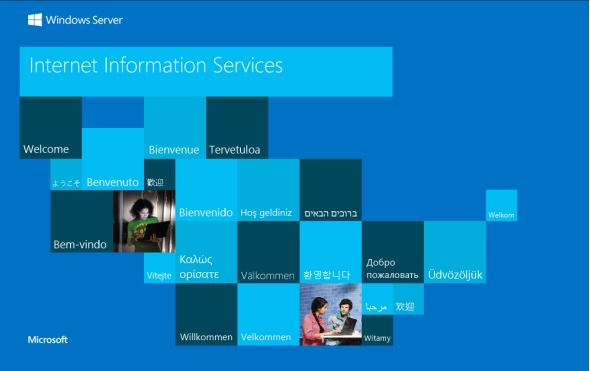 Windows Server
Internet Information Services
Welcome
Bienvenue
Tervetuloa
ようこそ
Benvenuto
歡迎
Bienvenido
Hoş geldiniz
ברוכים הבאים
Welkom
Bem-vindo
Vítejte
Καλώς
ορίσατε
Välkommen
환영합니다
Добро
пожаловать
Üdvözöljük
مرحبا
欢迎
Willkommen
Velkommen
Witamy
Microsoft